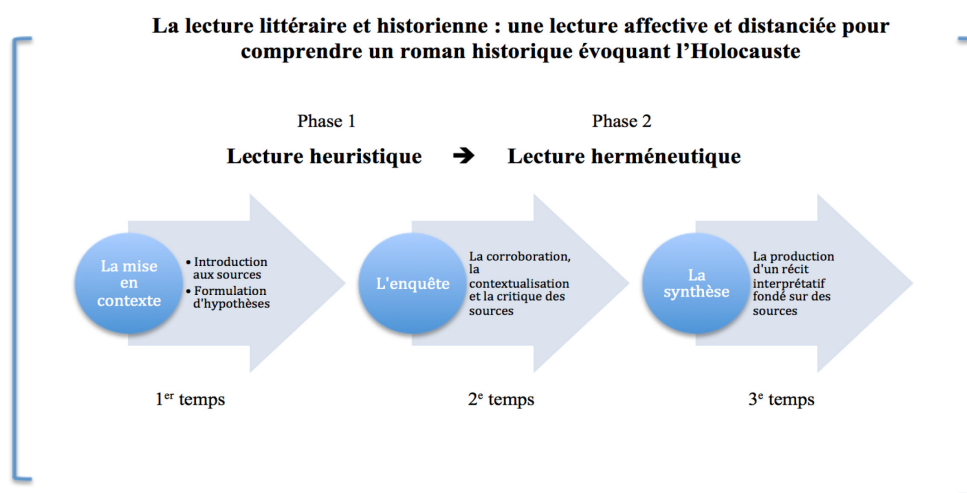 La lecture littéraire et historienne : une lecture affective et distanciée pour
comprendre un roman historique évoquant l’Holocauste
Phase 1
Phase 2
Lecture heuristique ➔ Lecture herméneutique
La mise
en
contexte
• Introduction
aux sources
• Formulation
d'hypothèses
L'enquête
La corroboration,
la
contextualisation
et la critique des
sources
La
synthèse
La production
d'un récit
interprétatif
fondé sur des
sources
1er temps
2e temps
3e temps